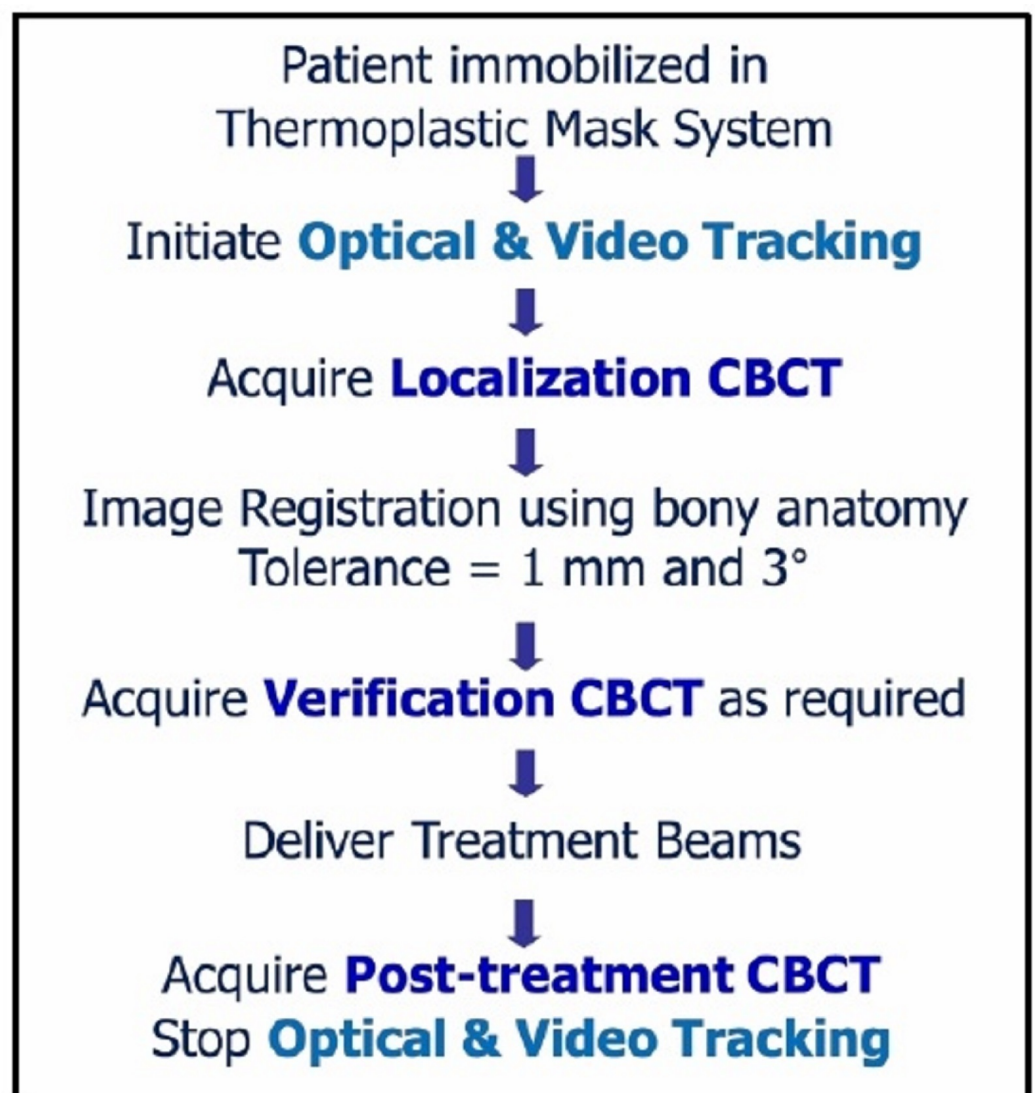 Patient immobilized in
Thermoplastic Mask System
Initiate Optical & Video Tracking
Acquire Localization CBCT
Image Registration using bony anatomy
Tolerance = 1 mm and 3°
Acquire Verification CBCT as required
Deliver Treatment Beams
Acquire Post-treatment CBCT
Stop Optical & Video Tracking